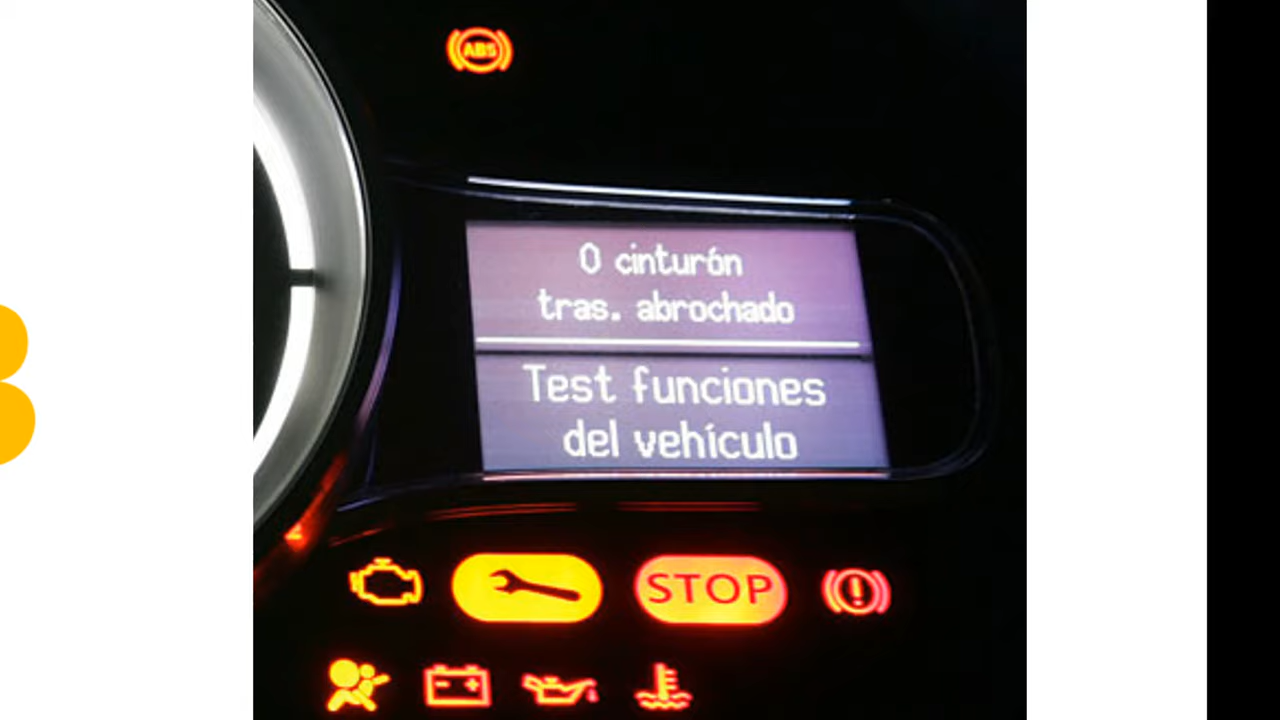 ABS
0 cinturón
tras. abrochado
Test funciones
del vehículo
STOP